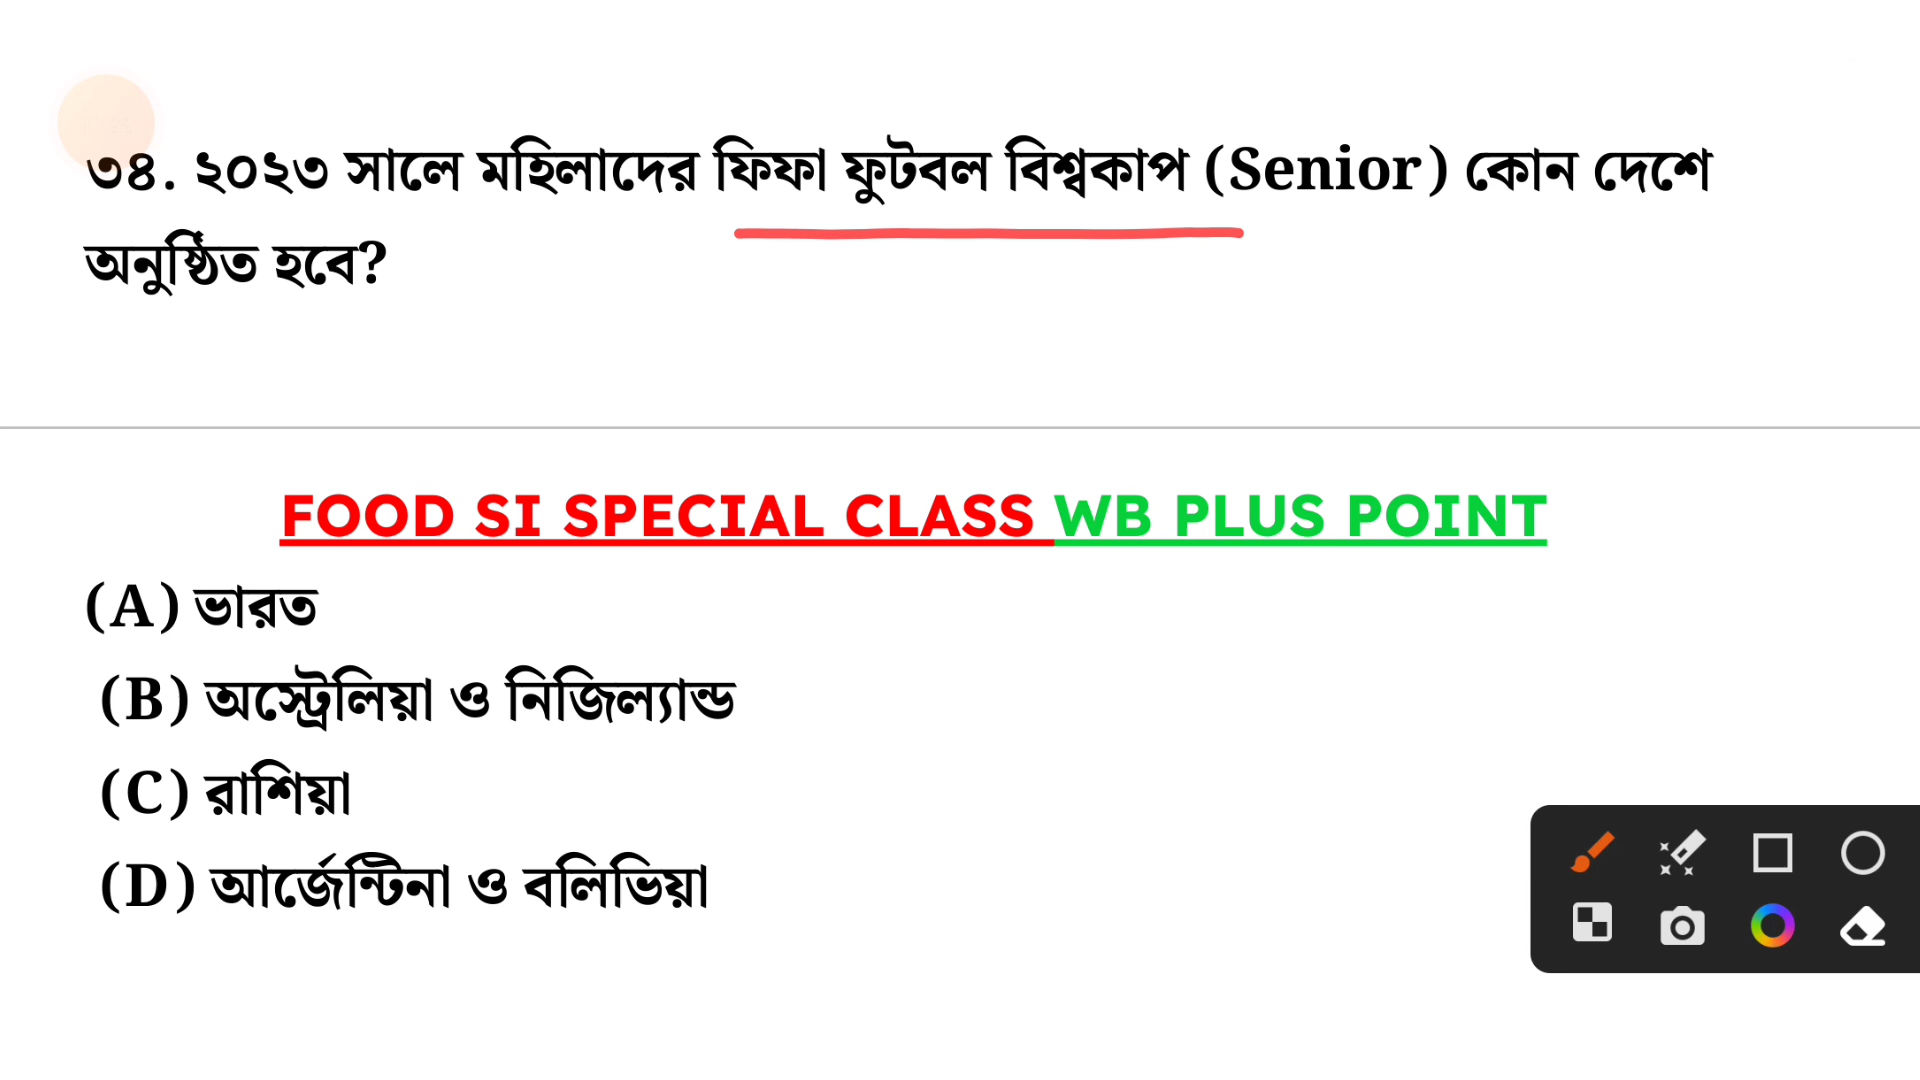 ৩৪. ২০২৩ সালে মহিলাদের ফিফা ফুটবল বিশ্বকাপ (Senior) কোন দেশে
অনুষ্ঠিত হবে?
FOOD SI SPECIAL CLASS WB PLUS POINT
(A) ভারত
(B) অস্ট্রেলিয়া ও নিজিল্যান্ড
(C) রাশিয়া
(D) আর্জেন্টিনা ও বলিভিয়া